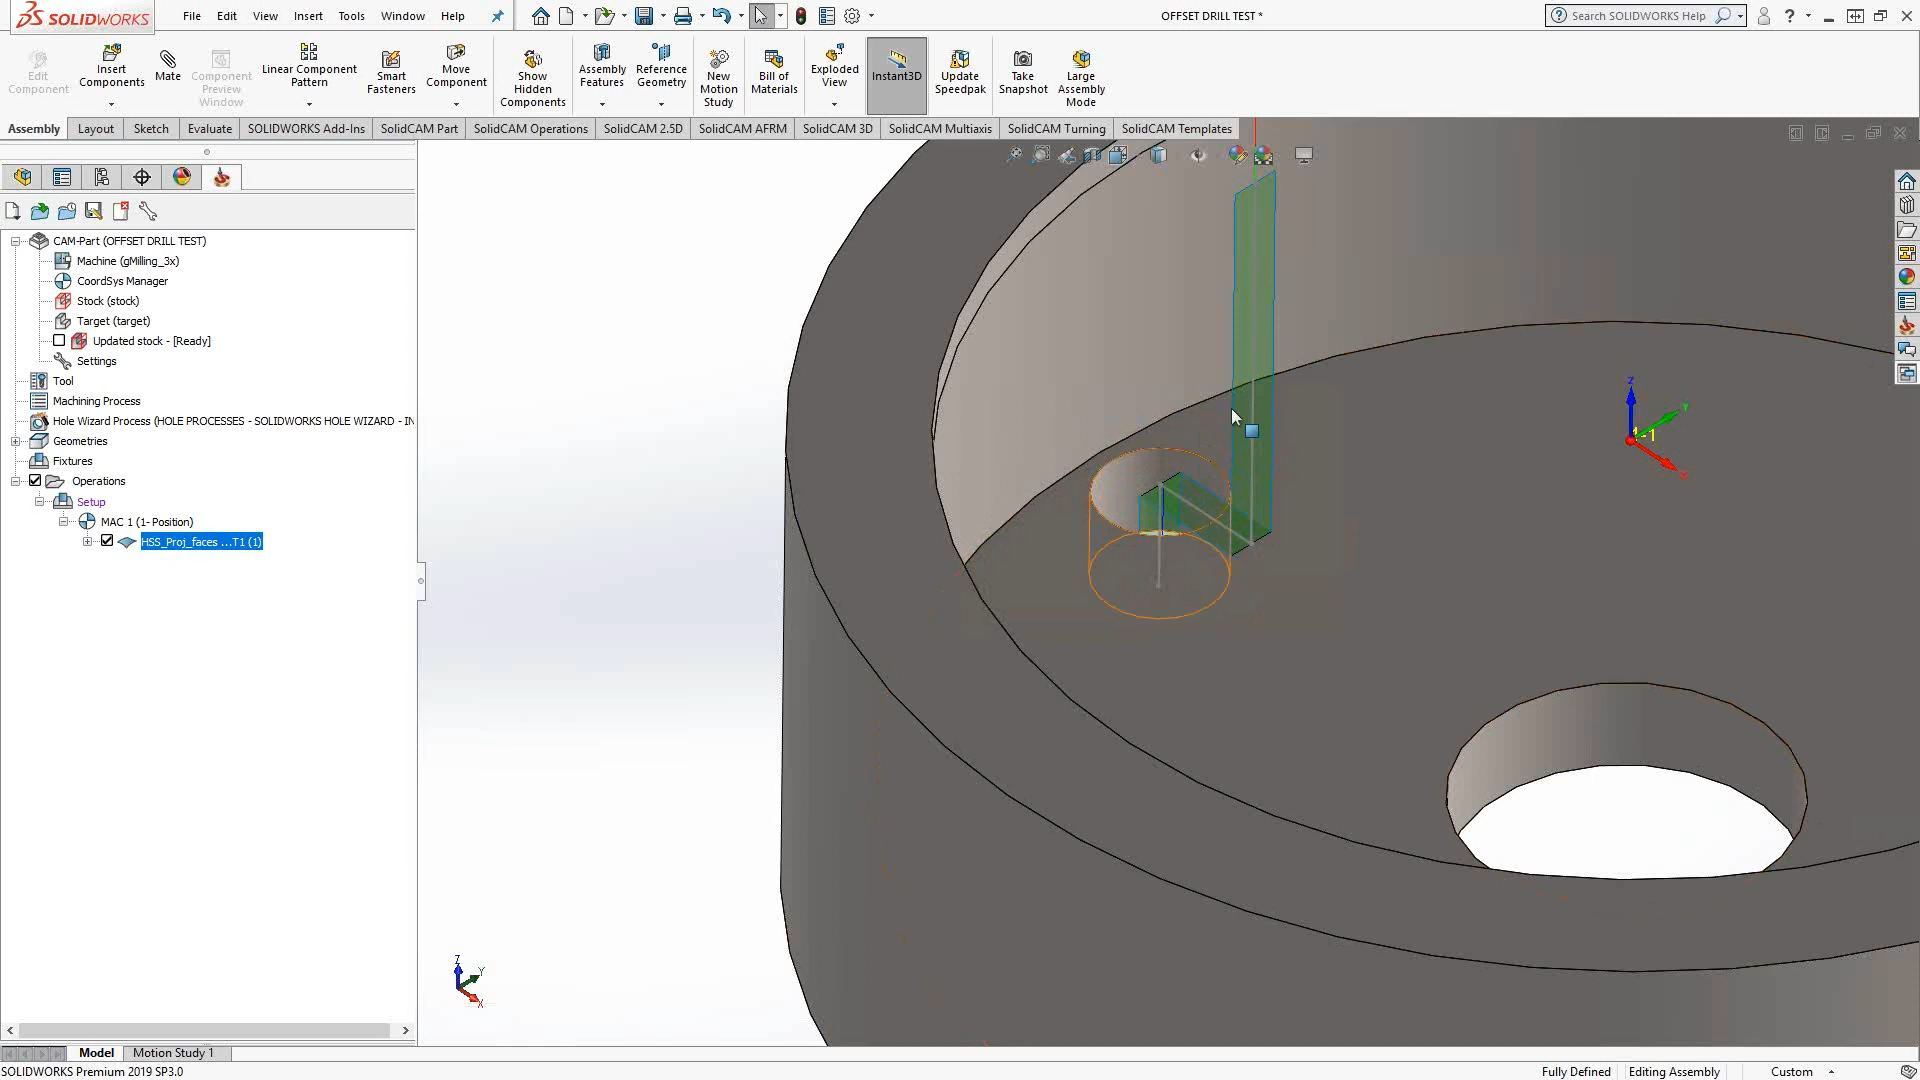 SOLIDWORKS
File Edit View Insert Tools Window Help
OFFSET DRILL TEST *
Search SOLIDWORKS Help
Edit Component
Insert Components
Mate
Component Preview Window
Linear Component Pattern
Smart Fasteners
Move Component
Show Hidden Components
Assembly Features
Reference Geometry
New Motion Study
Bill of Materials
Exploded View
Instant3D
Update Speedpak
Take Snapshot
Large Assembly Mode
Assembly Layout Sketch Evaluate SOLIDWORKS Add-Ins SolidCAM Part SolidCAM Operations SolidCAM 2.5D SolidCAM AFRM SolidCAM 3D SolidCAM Multiaxis SolidCAM Turning SolidCAM Templates
CAM-Part (OFFSET DRILL TEST)
Machine (gMilling_3x)
CoordSys Manager
Stock (stock)
Target (target)
Updated stock - [Ready]
Settings
Tool
Machining Process
Hole Wizard Process (HOLE PROCESSES - SOLIDWORKS HOLE WIZARD - IN
Geometries
Fixtures
Operations
Setup
MAC 1 (1- Position)
HSS_Proj_faces ...T1 (1)
Z
Y
X
Z
Y
X
Model Motion Study 1
SOLIDWORKS Premium 2019 SP3.0
Fully Defined Editing Assembly Custom